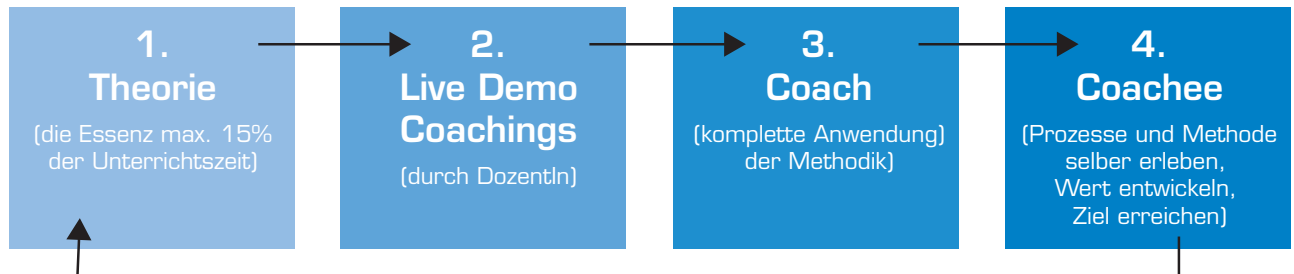 1.
Theorie
(die Essenz max. 15%
der Unterrichtszeit)
2.
Live Demo
Coachings
(durch DozentIn)
3.
Coach
(komplette Anwendung)
der Methodik)
4.
Coachee
(Prozesse und Methode
selber erleben,
Wert entwickeln,
Ziel erreichen)